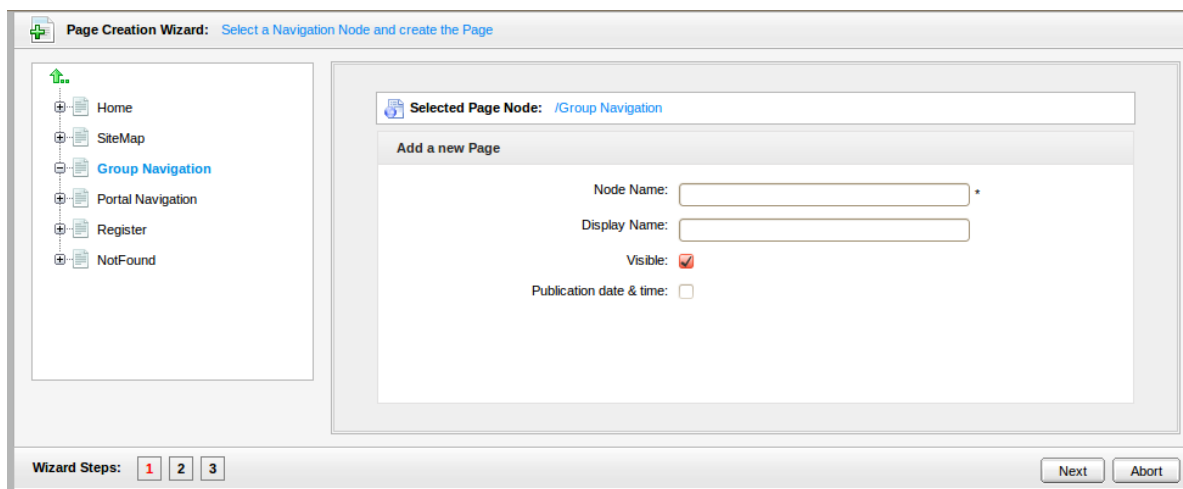 Page Creation Wizard: Select a Navigation Node and create the Page
Home
SiteMap
Group Navigation
Portal Navigation
Register
NotFound
Selected Page Node: /Group Navigation
Add a new Page
Node Name: *
Display Name:
Visible:
Publication date & time:
Wizard Steps: 1 2 3
Next Abort